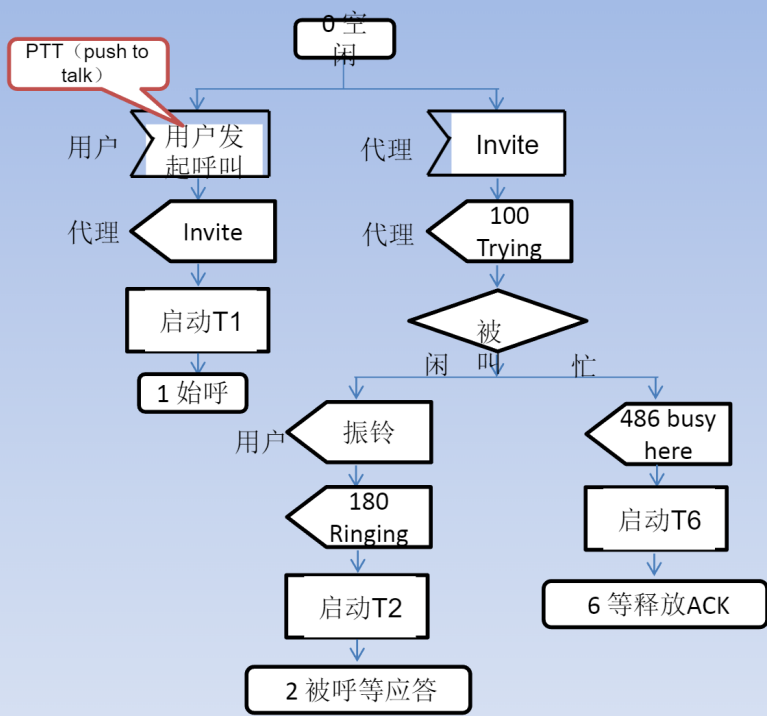 0 空
闲
PTT（push to
talk）
用户
用户发
起呼叫
代理
Invite
代理
Invite
代理
100
Trying
启动T1
被
叫
闲
忙
1 始呼
用户
振铃
486 busy
here
180
Ringing
启动T6
启动T2
6 等释放ACK
2 被呼等应答